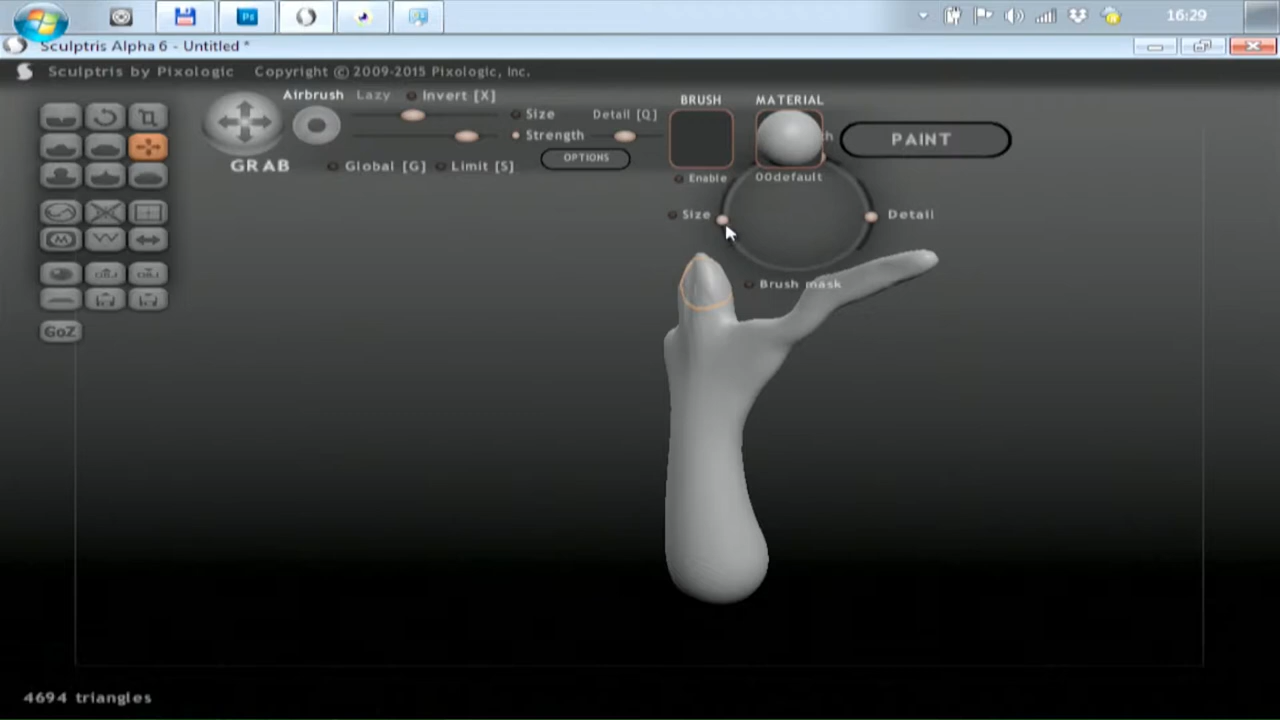 Ps
16:29
Sculptris Alpha 6 - Untitled *
Sculptris by Pixologic Copyright © 2009-2015 Pixologic, Inc.
Airbrush Lazy Invert [X]
BRUSH MATERIAL
Size Detail [Q]
Strength
PAINT
OPTIONS
GRAB Global [G] Limit [S]
Enable 00default
Size Detail
Brush mask
GoZ
4694 triangles